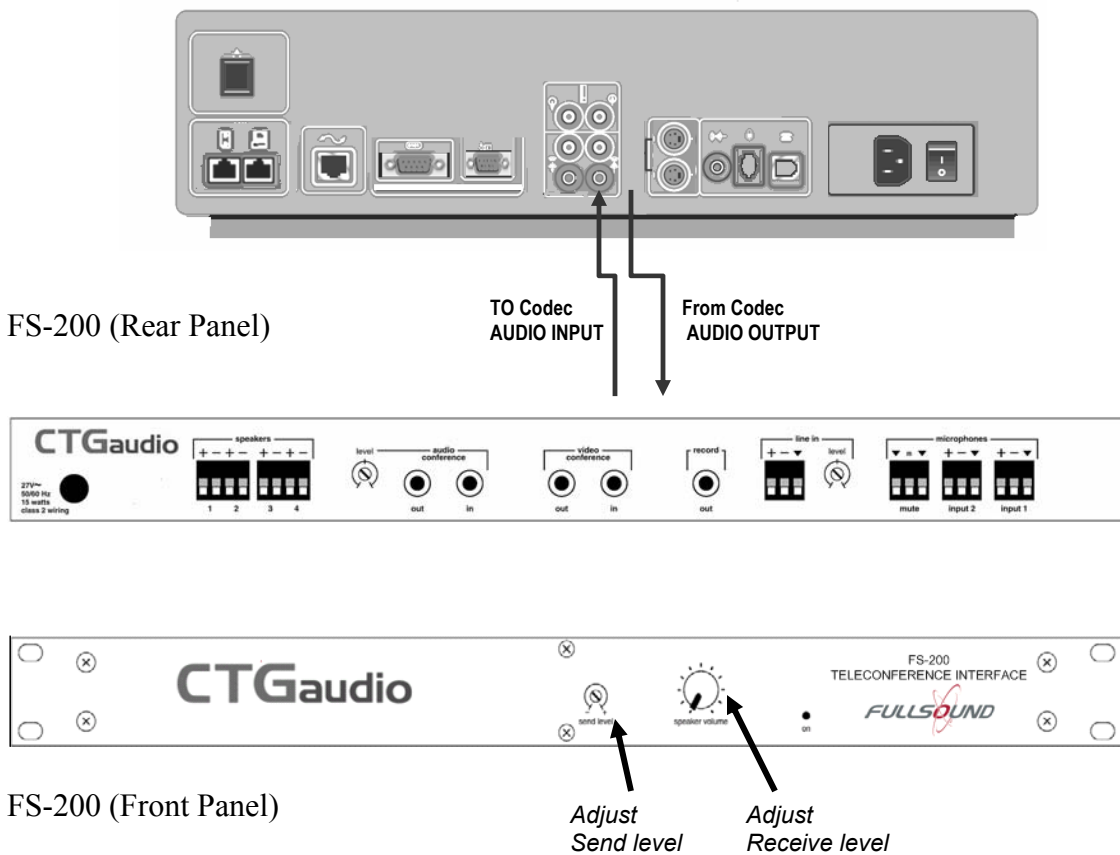 TO Codec
AUDIO INPUT
From Codec
AUDIO OUTPUT
FS-200 (Rear Panel)
CTGaudio
27V~
50/60 Hz
15 watts
class 2 wiring
speakers
+ - + - + - + -
1 2 3 4
level
audio
conference
out in
video
conference
out in
record
out
line in
+ - ▼
level
microphones
▼ m ▼ + - ▼ + - ▼
mute input 2 input 1
CTGaudio
- +
send level
speaker volume
on
FS-200
TELECONFERENCE INTERFACE
FULLSOUND
FS-200 (Front Panel)
Adjust
Send level
Adjust
Receive level